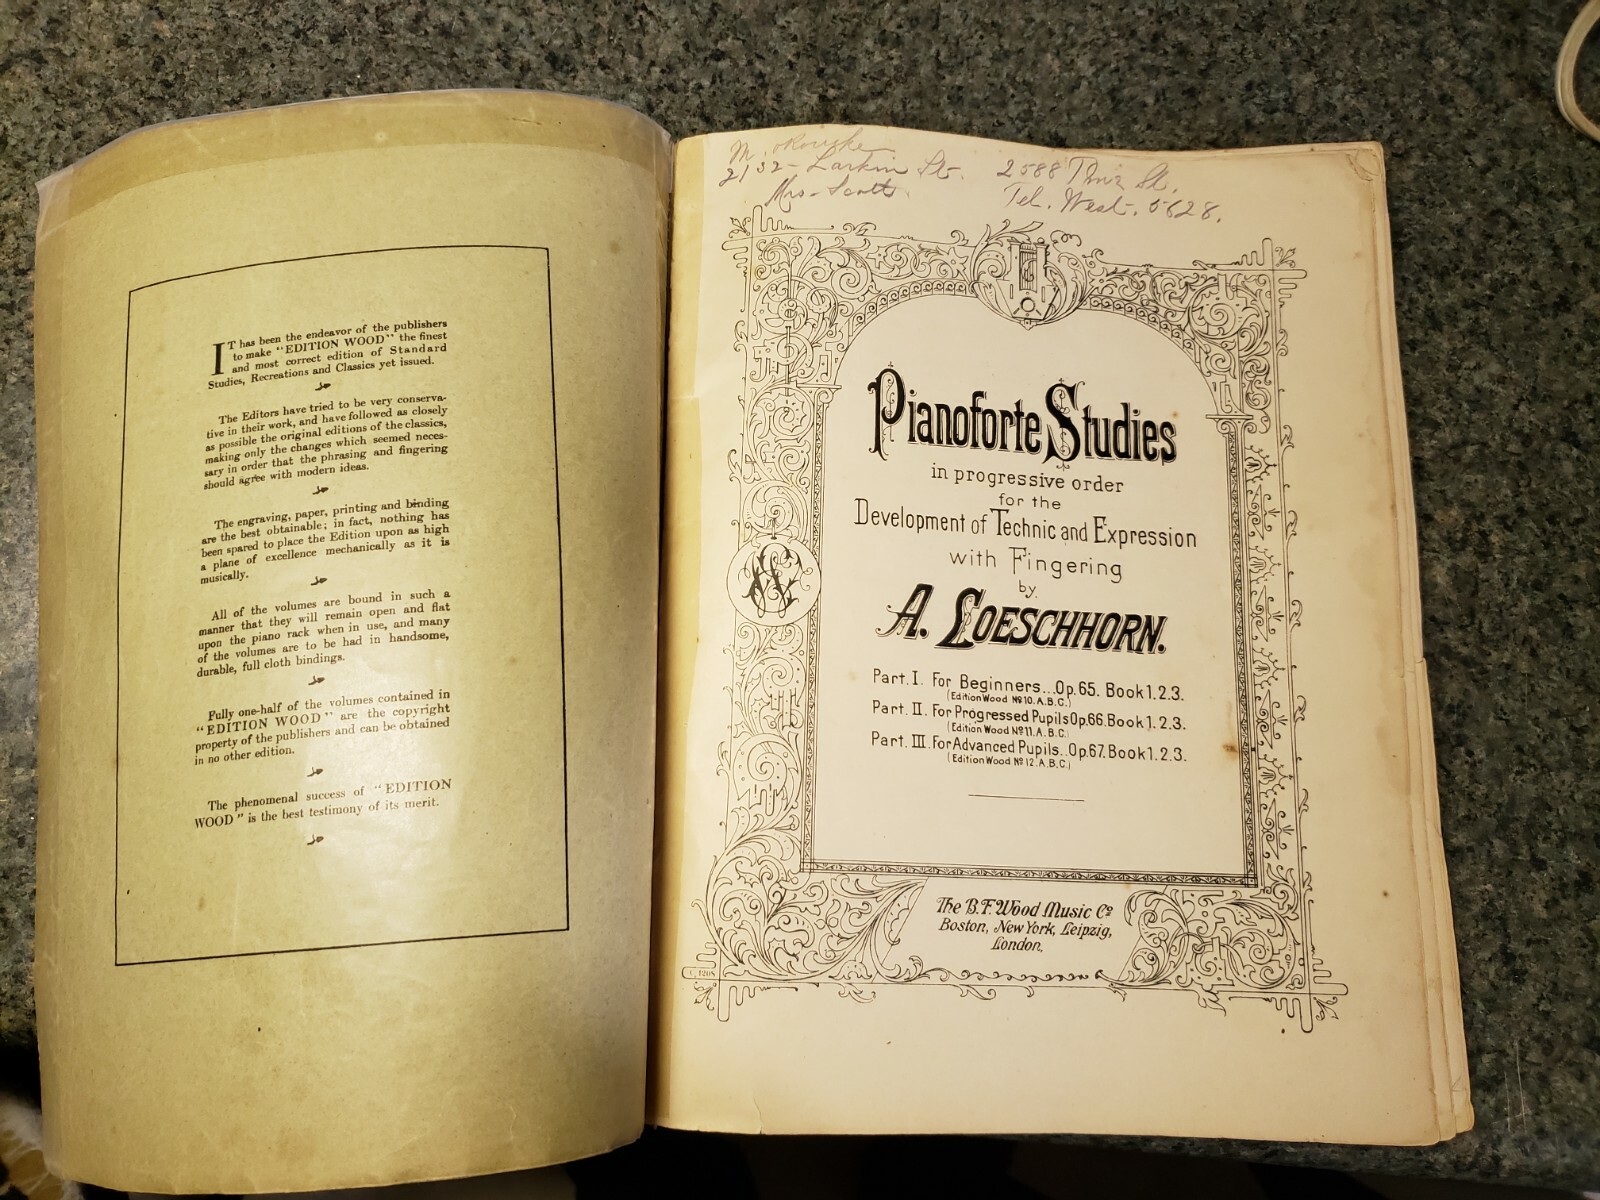 IT has been the endeavor of the publishers
to make "EDITION WOOD" the finest
and most correct edition of Standard
Studies, Recreations and Classics yet issued.
The Editors have tried to be very conserva-
tive in their work, and have followed as closely
as possible the original editions of the classics,
making only the changes which seemed neces-
sary in order that the phrasing and fingering
should agree with modern ideas.
The engraving, paper, printing and binding
are the best obtainable; in fact, nothing has
been spared to place the Edition upon as high
a plane of excellence mechanically as it is
musically.
All of the volumes are bound in such a
manner that they will remain open and flat
upon the piano rack when in use, and many
of the volumes are to be had in handsome,
durable, full cloth bindings.
Fully one-half of the volumes contained in
"EDITION WOOD" are the copyright
property of the publishers and can be obtained
in no other edition.
The phenomenal success of "EDITION
WOOD" is the best testimony of its merit.
M. oRourke
2132- Larkin St. 2588 St.
Mrs- Scott Tel. West. 5628.
Pianoforte Studies
in progressive order
for the
Development of Technic and Expression
with Fingering
by
A. LOESCHHORN.
Part. I. For Beginners...Op. 65. Book 1. 2. 3.
(Edition Wood No 10. A. B. C.)
Part. II. For Progressed Pupils Op. 66. Book 1. 2. 3.
(Edition Wood No 11. A. B. C.)
Part. III. For Advanced Pupils..Op. 67. Book 1. 2. 3.
(Edition Wood No 12. A. B. C.)
The B. F. Wood Music Co
Boston, New York, Leipzig,
London.